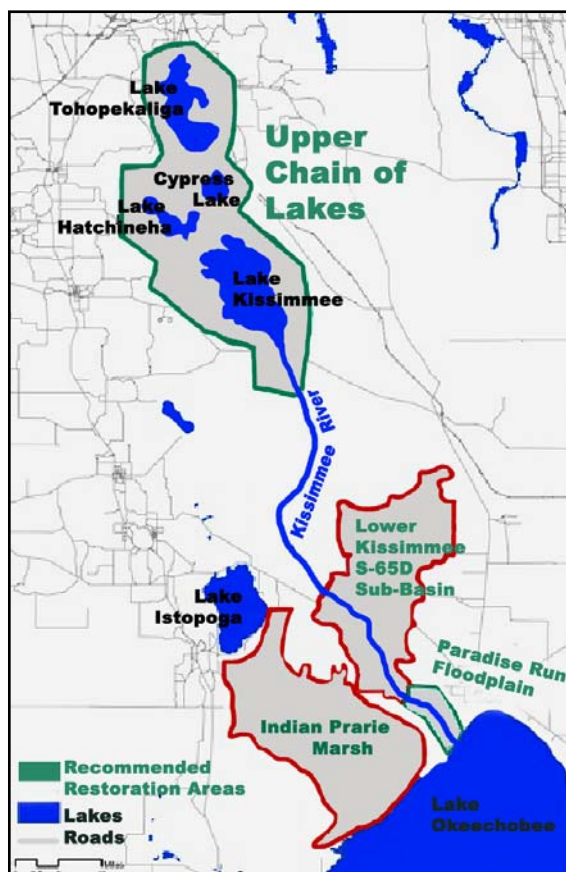 Lake
Tohopekaliga
Upper
Chain of
Lakes
Cypress
Lake
Lake
Hatchineha
Lake
Kissimmee
Kissimmee River
Lower
Kissimmee
S-65D
Sub-Basin
Lake
Istopoga
Paradise Run
Floodplain
Indian Prarie
Marsh
Lake
Okeechobee
Recommended
Restoration Areas
Lakes
Roads